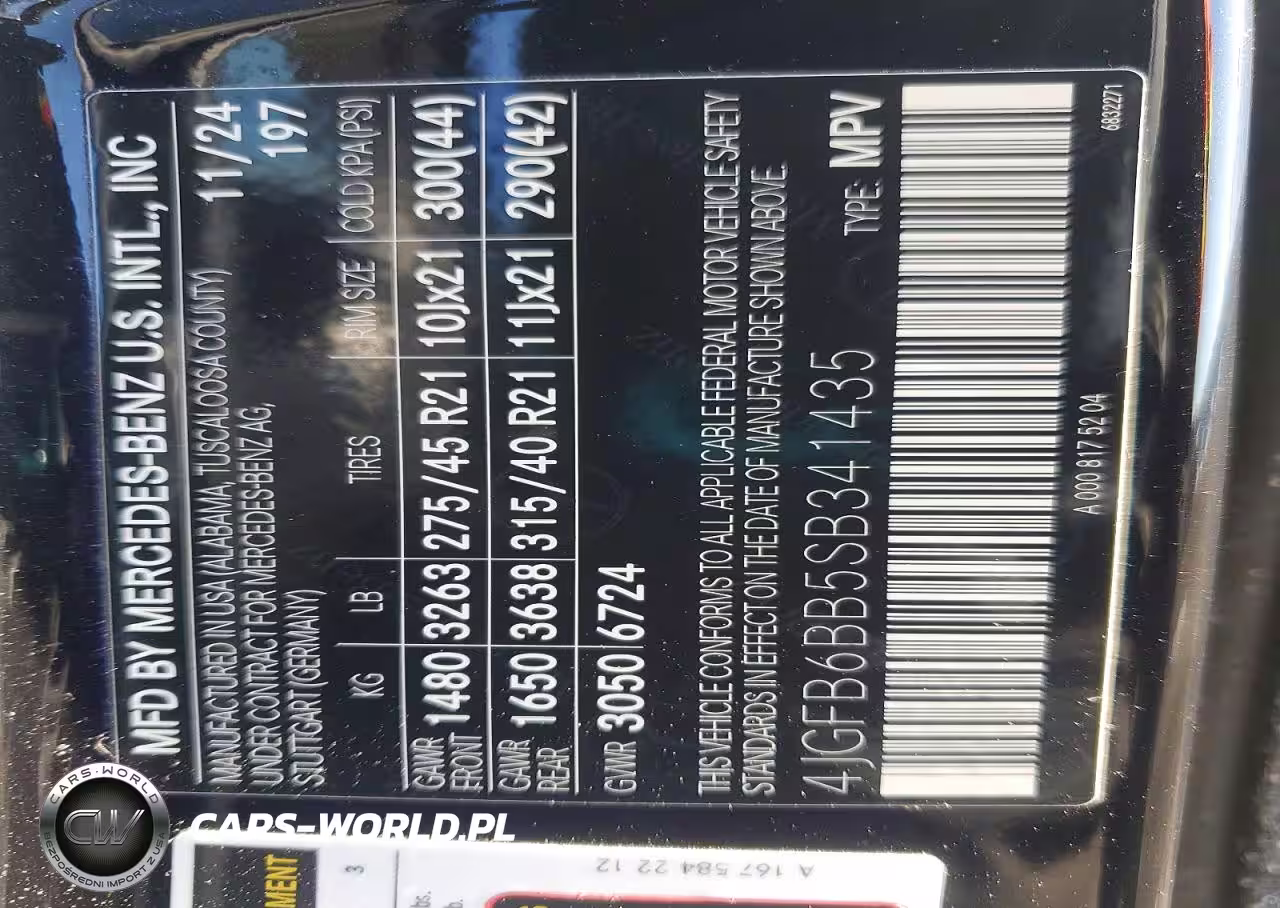 MFD BY MERCEDES-BENZ U.S. INTL., INC
MANUFACTURED IN USA (ALABAMA, TUSCALOOSA COUNTY) 11/24
UNDER CONTRACT FOR MERCEDES-BENZ AG, 197
STUTTGART (GERMANY)
KG LB TIRES RIM SIZE COLD KPA(PSI)
GAWR
FRONT 1480 3263 275/45 R21 10Jx21 300(44)
GAWR
REAR 1650 3638 315/40 R21 11Jx21 290(42)
GWR 3050 6724
THIS VEHICLE CONFORMS TO ALL APPLICABLE FEDERAL MOTOR VEHICLE SAFETY
STANDARDS IN EFFECT ON THE DATE OF MANUFACTURE SHOWN ABOVE.
4JGFB6BB5SB341435 TYPE: MPV
A 000 817 52 04 6832271
CARS-WORLD
CW
BEZPOŚREDNI IMPORT Z USA
CARS-WORLD.PL
MENT
3
A 167 584 22 12